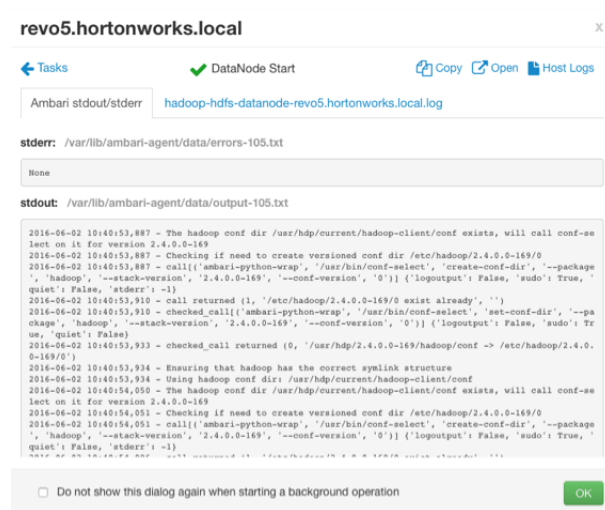 revo5.hortonworks.local
X
Tasks
DataNode Start
Copy Open Host Logs
Ambari stdout/stderr hadoop-hdfs-datanode-revo5.hortonworks.local.log
stderr: /var/lib/ambari-agent/data/errors-105.txt
None
stdout: /var/lib/ambari-agent/data/output-105.txt
2016-06-02 10:40:53,887 - The hadoop conf dir /usr/hdp/current/hadoop-client/conf exists, will call conf-se
lect on it for version 2.4.0.0-169
2016-06-02 10:40:53,887 - Checking if need to create versioned conf dir /etc/hadoop/2.4.0.0-169/0
2016-06-02 10:40:53,887 - call[('ambari-python-wrap', '/usr/bin/conf-select', 'create-conf-dir', '--package
', 'hadoop', '--stack-version', '2.4.0.0-169', '--conf-version', '0')] {'logoutput': False, 'sudo': True, '
quiet': False, 'stderr': -1}
2016-06-02 10:40:53,910 - call returned (1, '/etc/hadoop/2.4.0.0-169/0 exist already', '')
2016-06-02 10:40:53,910 - checked_call[('ambari-python-wrap', '/usr/bin/conf-select', 'set-conf-dir', '--pa
ckage', 'hadoop', '--stack-version', '2.4.0.0-169', '--conf-version', '0')] {'logoutput': False, 'sudo': Tr
ue, 'quiet': False}
2016-06-02 10:40:53,933 - checked_call returned (0, '/usr/hdp/2.4.0.0-169/hadoop/conf -> /etc/hadoop/2.4.0.
0-169/0')
2016-06-02 10:40:53,934 - Ensuring that hadoop has the correct symlink structure
2016-06-02 10:40:53,934 - Using hadoop conf dir: /usr/hdp/current/hadoop-client/conf
2016-06-02 10:40:54,050 - The hadoop conf dir /usr/hdp/current/hadoop-client/conf exists, will call conf-se
lect on it for version 2.4.0.0-169
2016-06-02 10:40:54,051 - Checking if need to create versioned conf dir /etc/hadoop/2.4.0.0-169/0
2016-06-02 10:40:54,051 - call[('ambari-python-wrap', '/usr/bin/conf-select', 'create-conf-dir', '--package
', 'hadoop', '--stack-version', '2.4.0.0-169', '--conf-version', '0')] {'logoutput': False, 'sudo': True, '
quiet': False, 'stderr': -1}
Do not show this dialog again when starting a background operation
OK